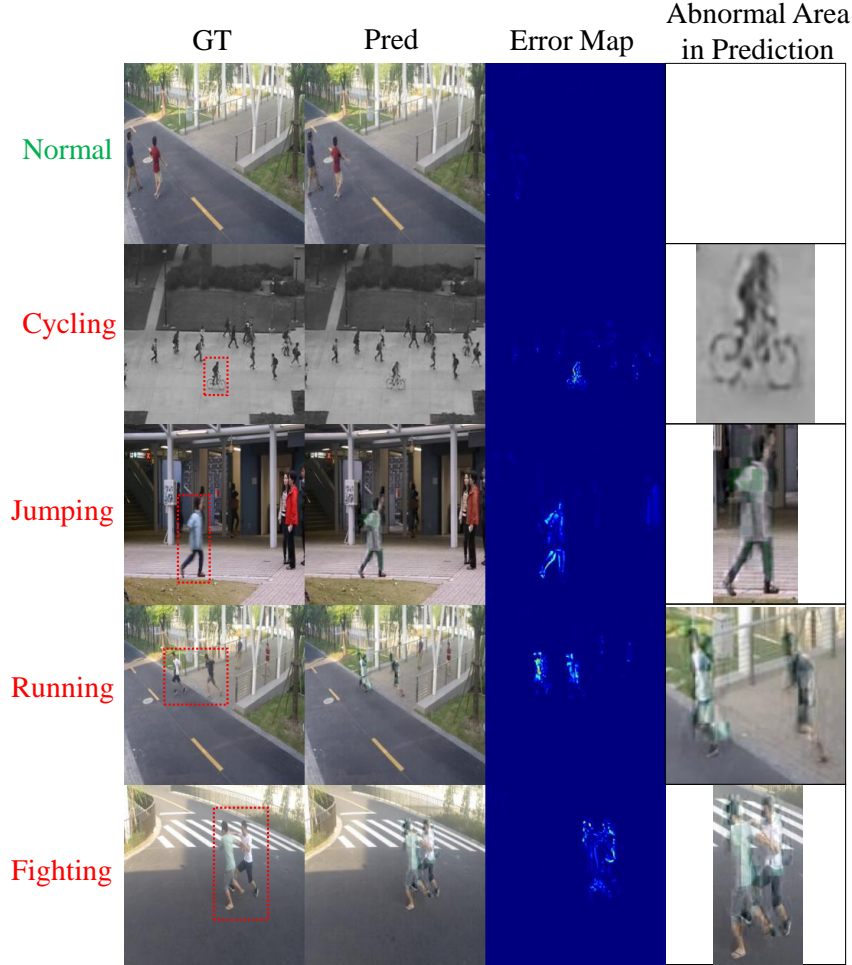 GT
Pred
Error Map
Abnormal Area
in Prediction
Normal
Cycling
Jumping
Running
Fighting